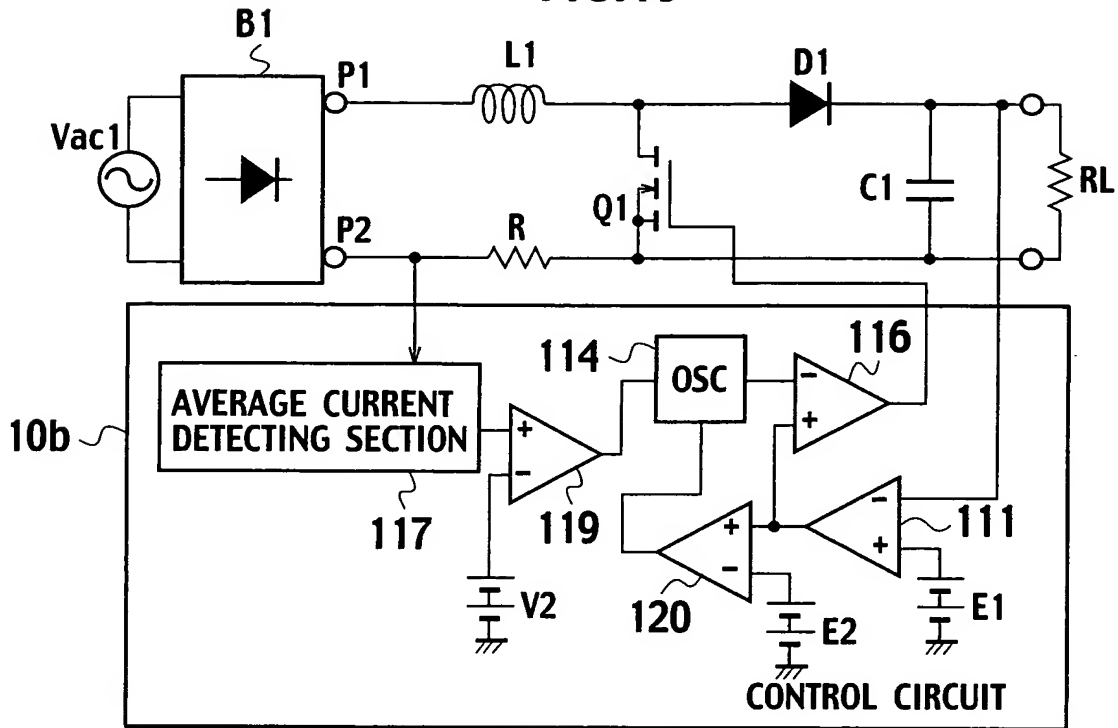 B1
P1
L1
D1
Vac1
C1
RL
Q1
P2
R
114
116
OSC
-
+
10b
AVERAGE CURRENT
DETECTING SECTION
+
-
117
119
+
-
-
+
111
V2
120
E2
E1
CONTROL CIRCUIT